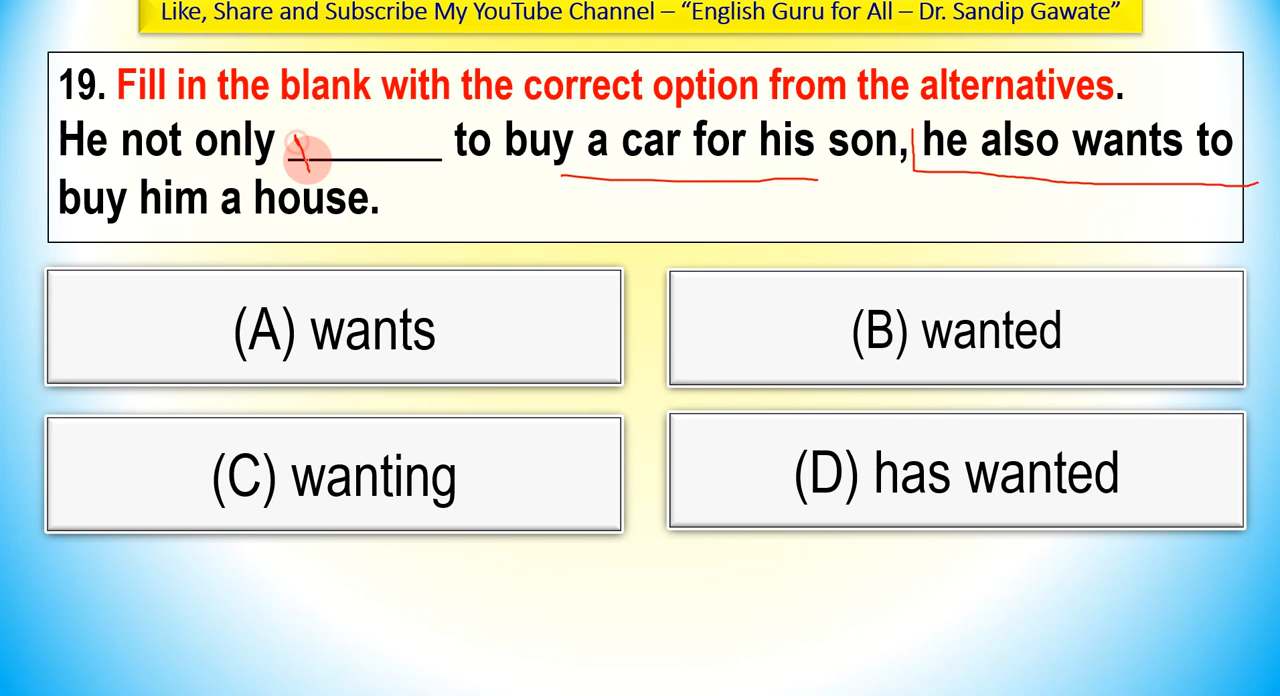 Like, Share and Subscribe My YouTube Channel – “English Guru for All – Dr. Sandip Gawate”
19. Fill in the blank with the correct option from the alternatives.
He not only _______ to buy a car for his son, he also wants to
buy him a house.
(A) wants
(B) wanted
(C) wanting
(D) has wanted